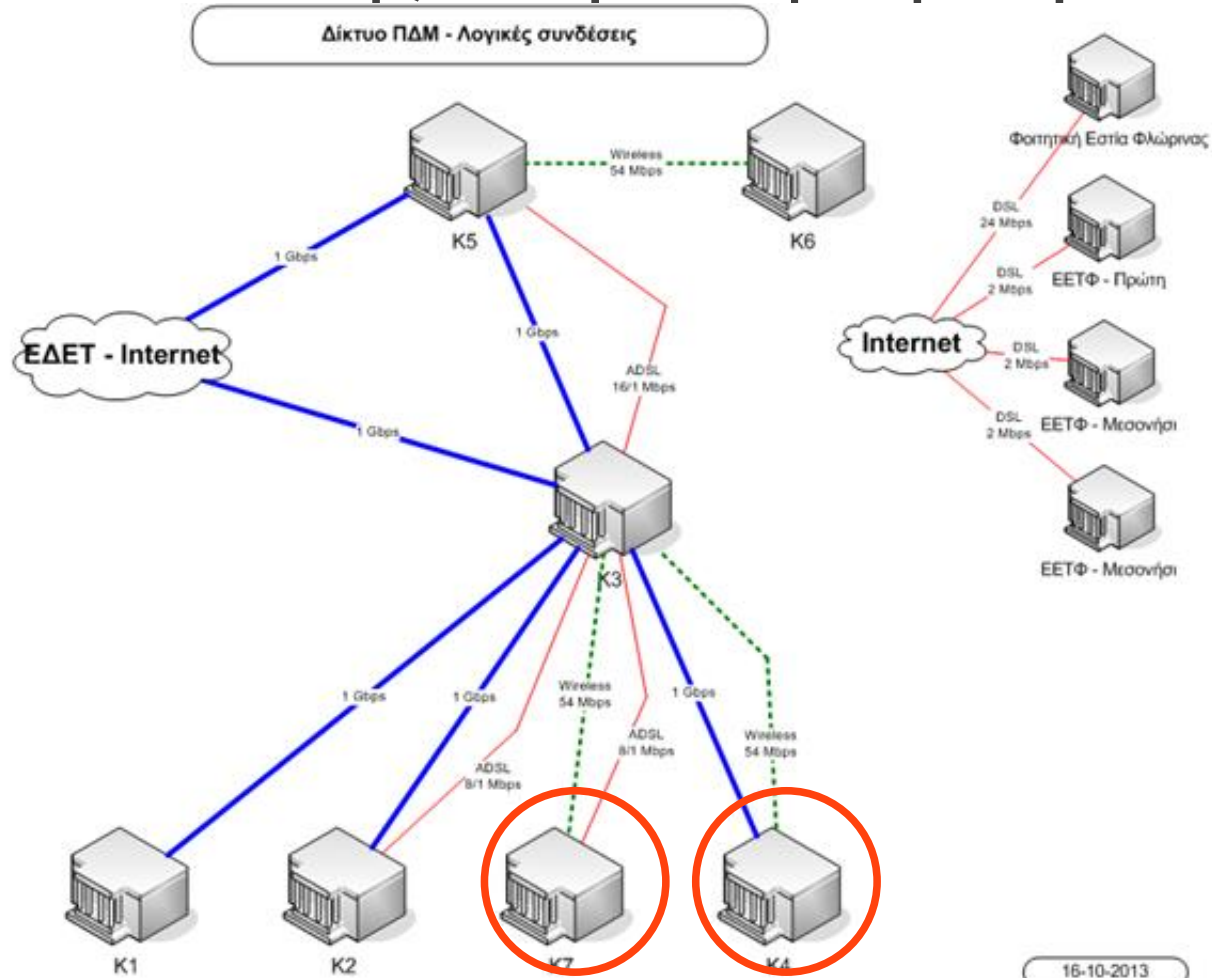 Δίκτυο ΠΔΜ - Λογικές συνδέσεις
Φοιτητική Εστία Φλώρινας
Wireless
54 Mbps
K5
K6
DSL
24 Mbps
1 Gbps
DSL
2 Mbps
ΕΕΤΦ - Πρώτη
1 Gbps
ΕΔΕΤ - Internet
Internet
DSL
2 Mbps
ADSL
16/1 Mbps
1 Gbps
DSL
2 Mbps
ΕΕΤΦ - Μεσονήσι
ΕΕΤΦ - Μεσονήσι
K3
1 Gbps
1 Gbps
Wireless
54 Mbps
1 Gbps
ADSL
8/1 Mbps
Wireless
54 Mbps
ADSL
8/1 Mbps
K1
K2
K7
K4
16-10-2013